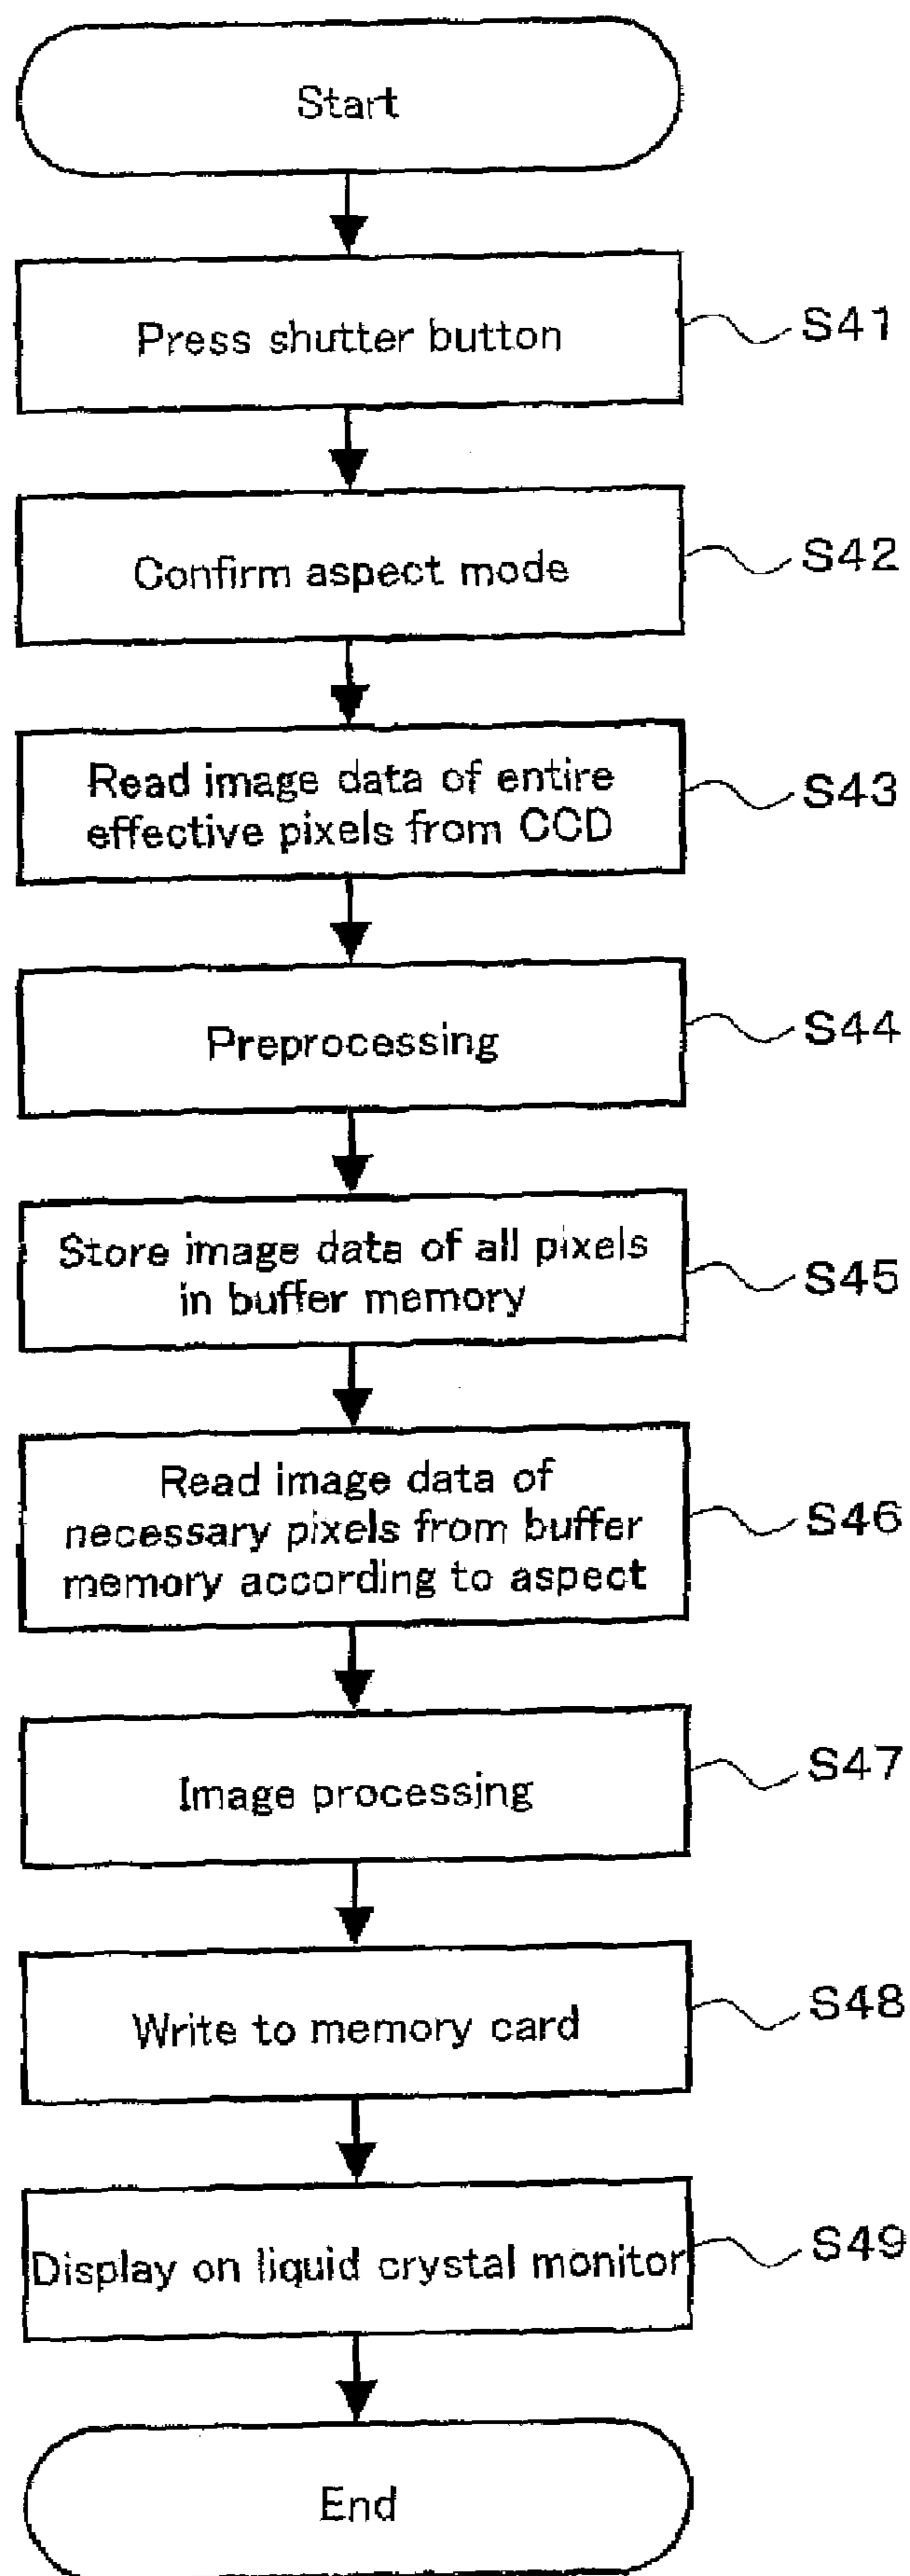 Start
Press shutter button
S41
Confirm aspect mode
S42
Read image data of entire
effective pixels from CCD
S43
Preprocessing
S44
Store image data of all pixels
in buffer memory
S45
Read image data of
necessary pixels from buffer
memory according to aspect
S46
Image processing
S47
Write to memory card
S48
Display on liquid crystal monitor
S49
End